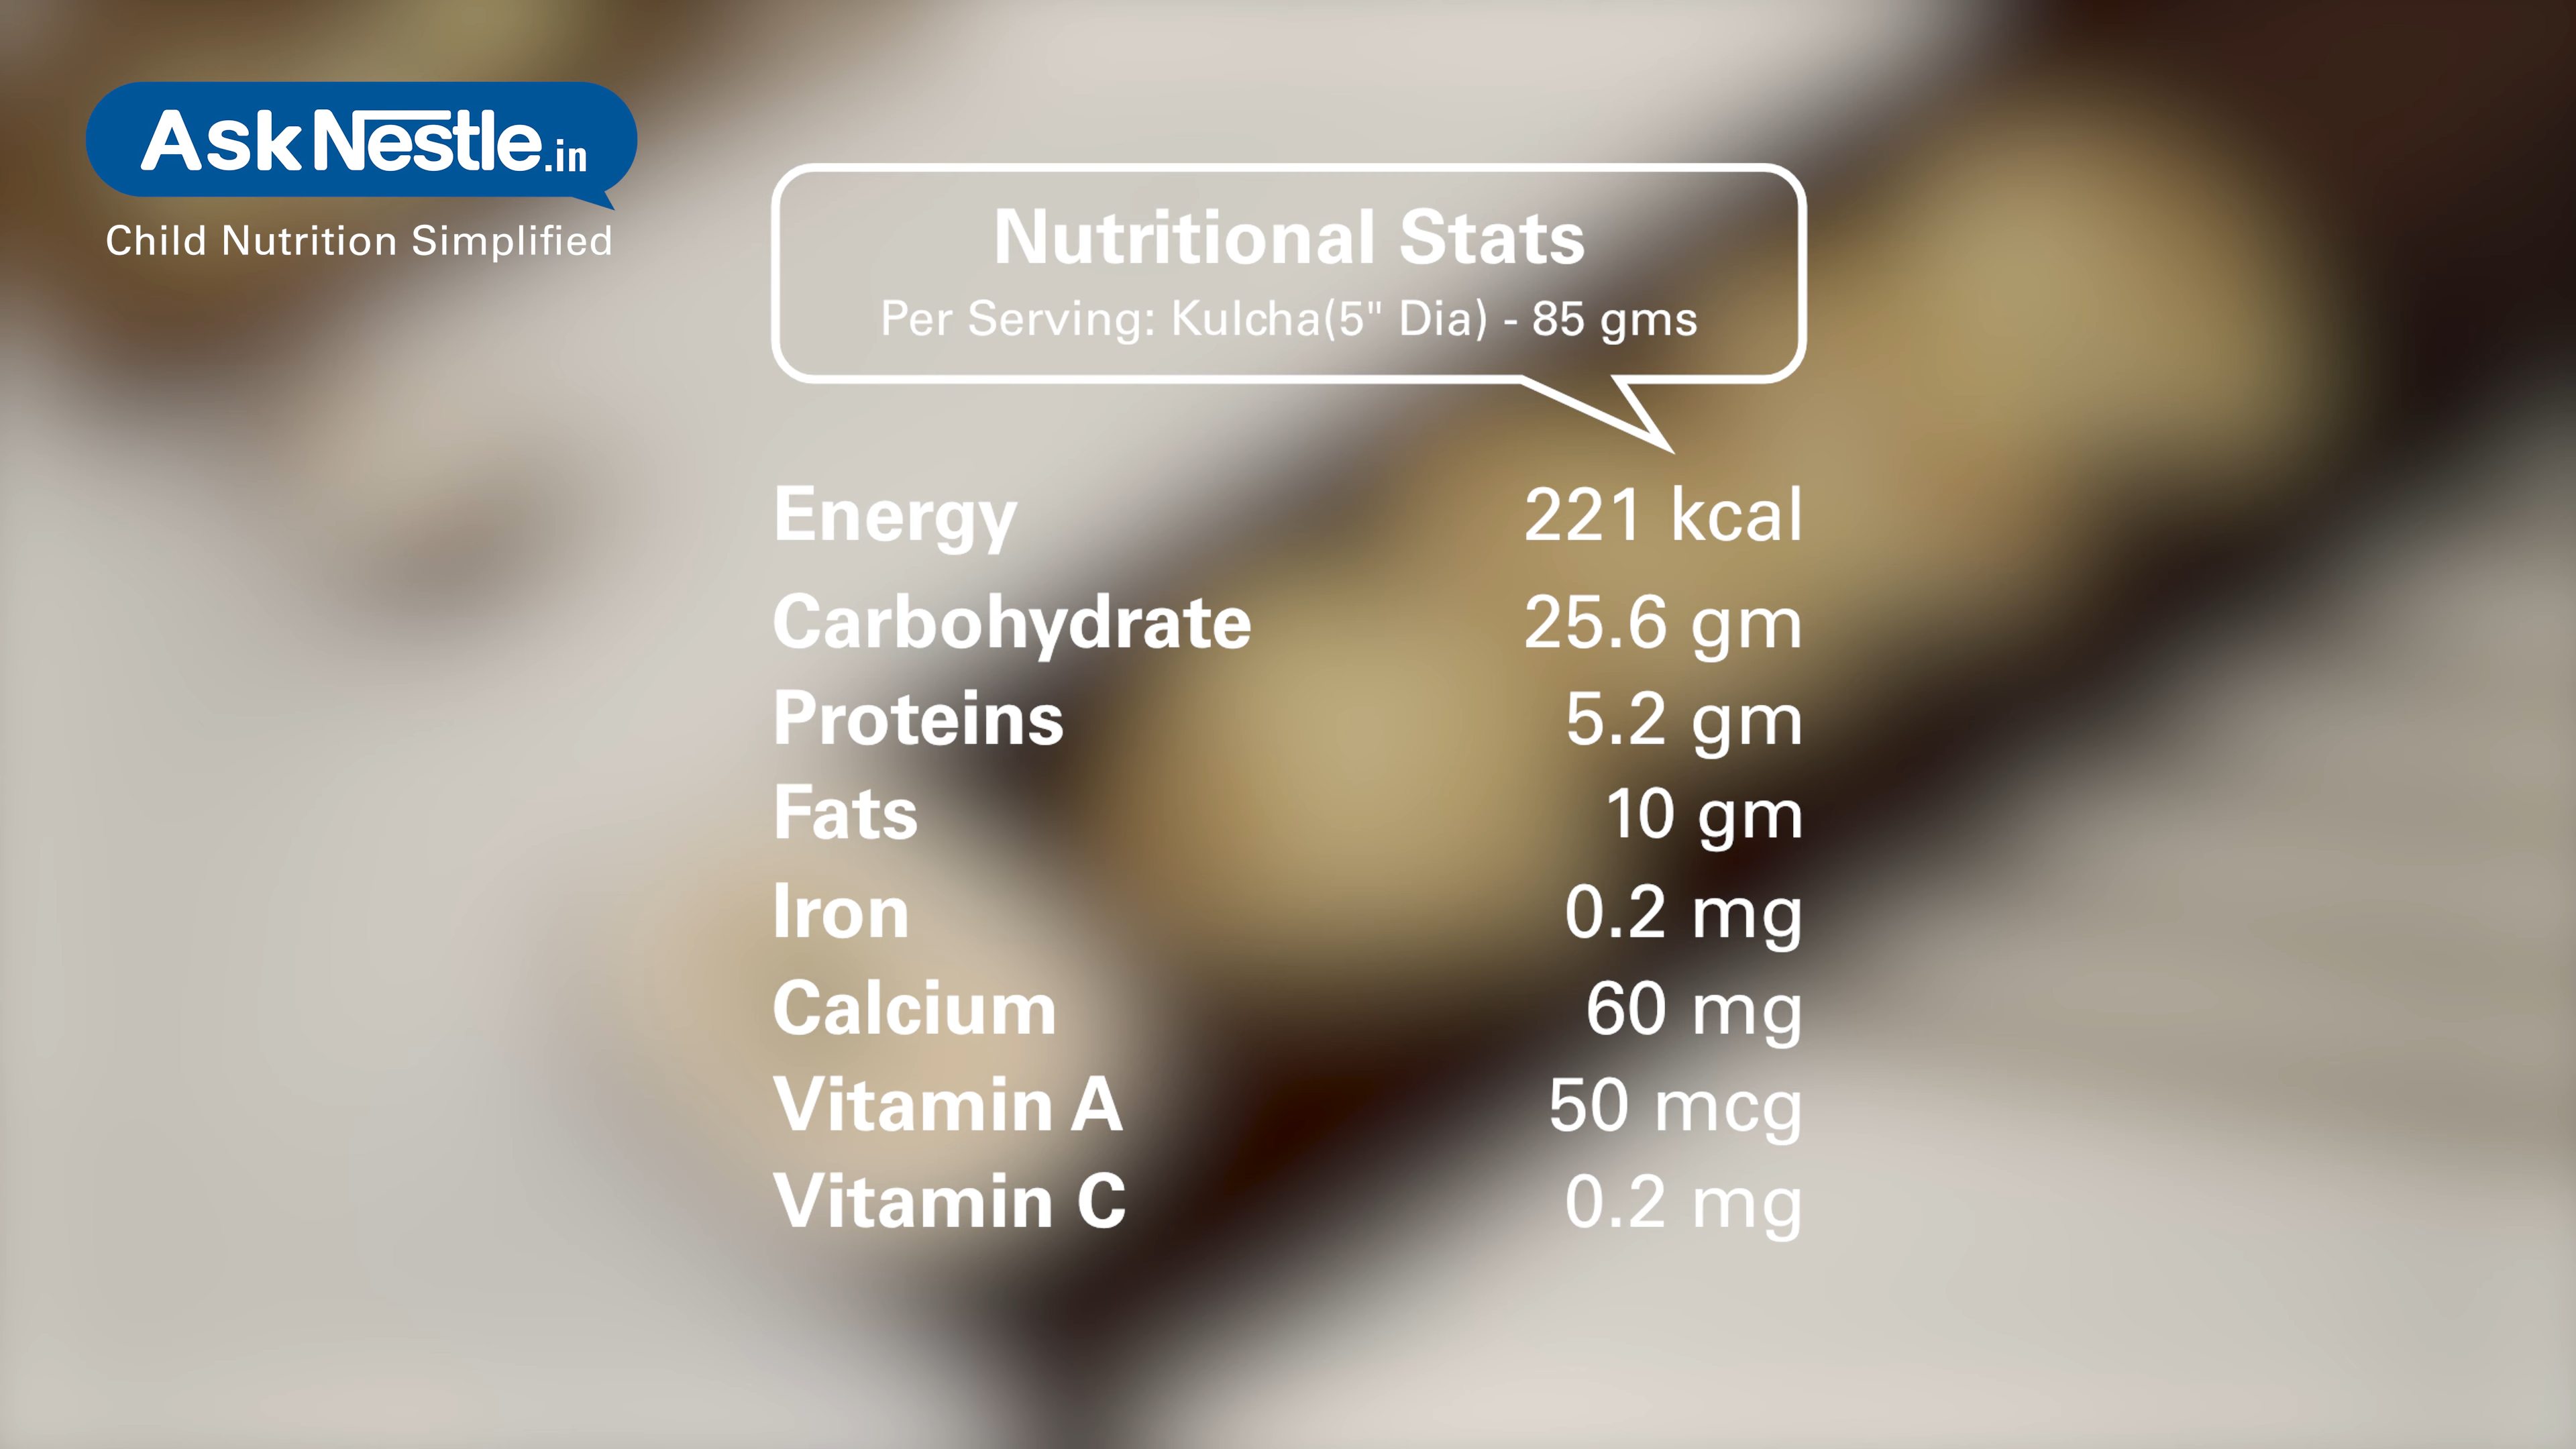 Ask Nestle.in
Child Nutrition Simplified
Nutritional Stats
Per Serving: Kulcha(5" Dia) - 85 gms
Energy 221 kcal
Carbohydrate 25.6 gm
Proteins 5.2 gm
Fats 10 gm
Iron 0.2 mg
Calcium 60 mg
Vitamin A 50 mcg
Vitamin C 0.2 mg